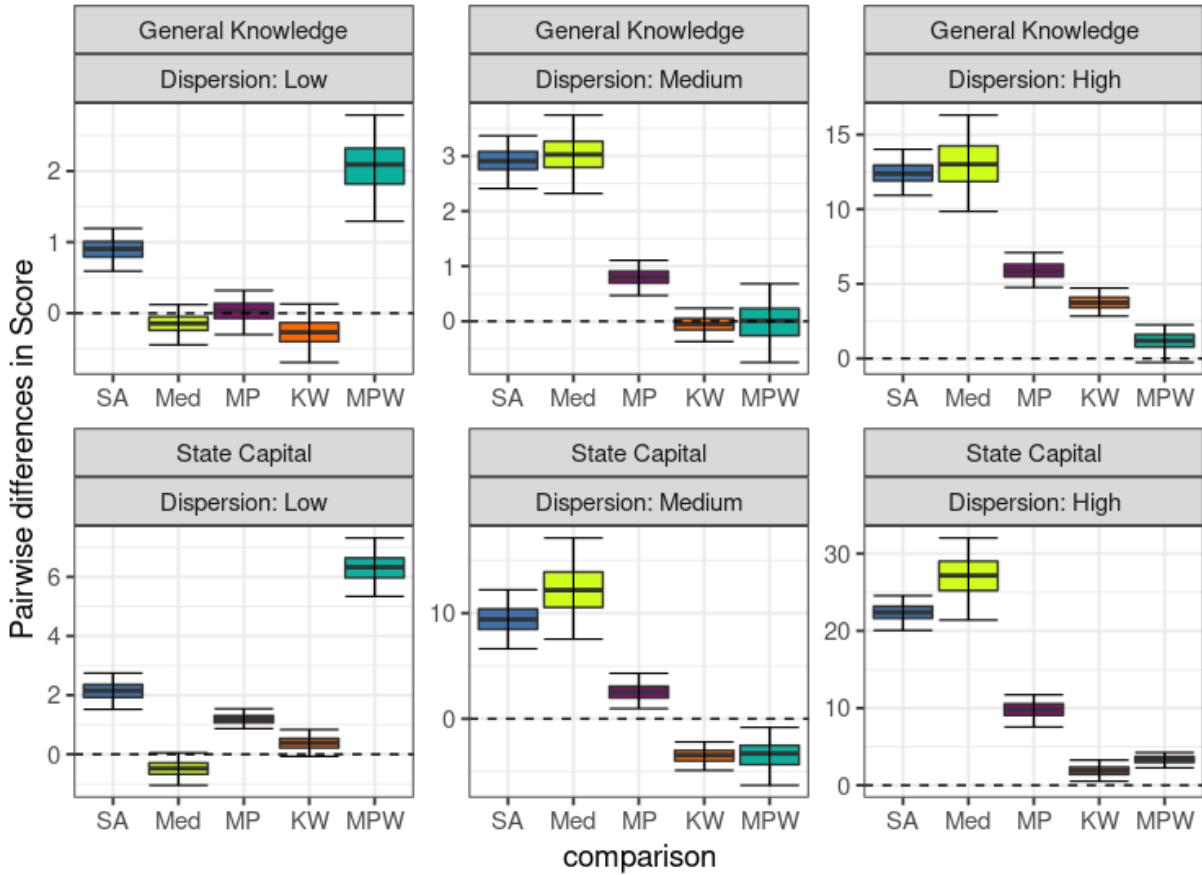 General Knowledge
General Knowledge
General Knowledge
Dispersion: Low
Dispersion: Medium
Dispersion: High
2
1
0
3
2
1
0
15
10
5
0
SA Med MP KW MPW
SA Med MP KW MPW
SA Med MP KW MPW
Pairwise differences in Score
State Capital
State Capital
State Capital
Dispersion: Low
Dispersion: Medium
Dispersion: High
6
4
2
0
10
0
30
20
10
0
SA Med MP KW MPW
SA Med MP KW MPW
SA Med MP KW MPW
comparison